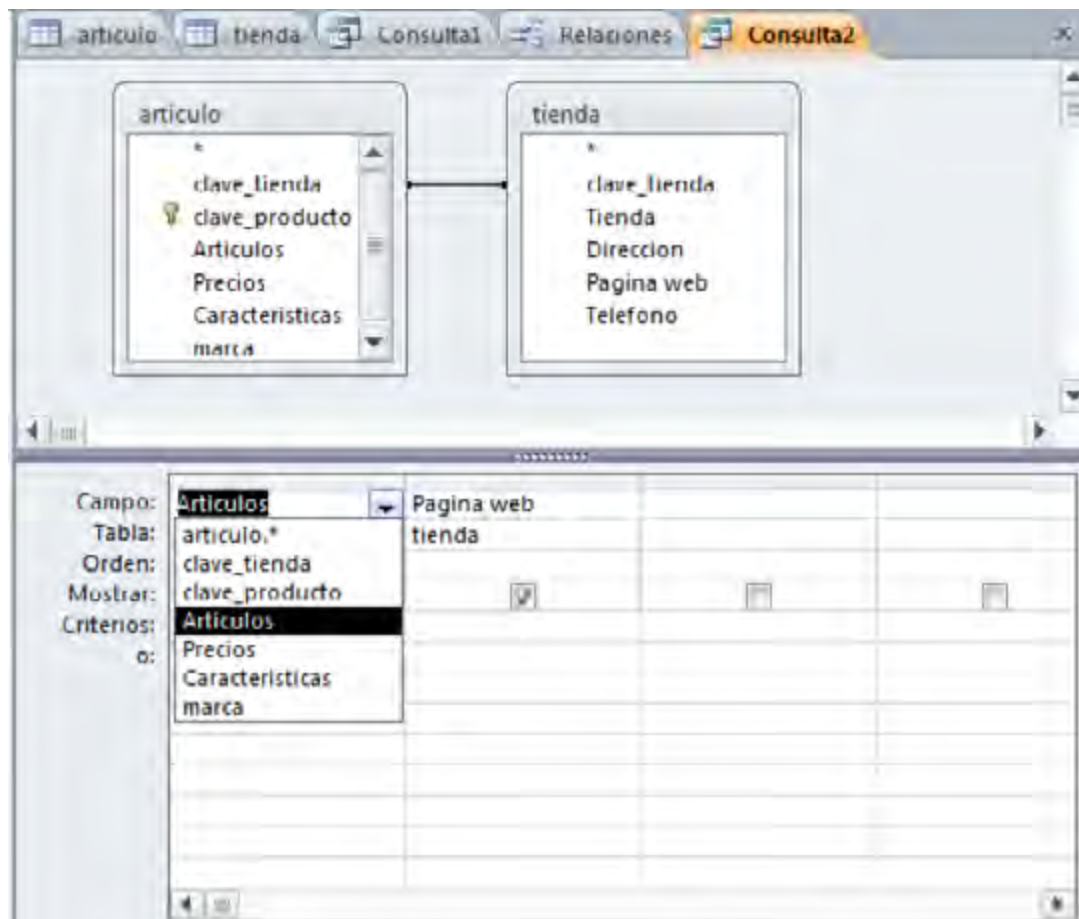 articulo tienda Consulta1 Relaciones Consulta2
articulo
*
clave_tienda
clave_producto
Articulos
Precios
Caracteristicas
marca
tienda
*
clave_tienda
Tienda
Direccion
Pagina web
Telefono
Campo: Articulos Pagina web
Tabla: articulo.* tienda
Orden: clave_tienda
Mostrar: clave_producto
Criterios: Articulos
o: Precios
Caracteristicas
marca